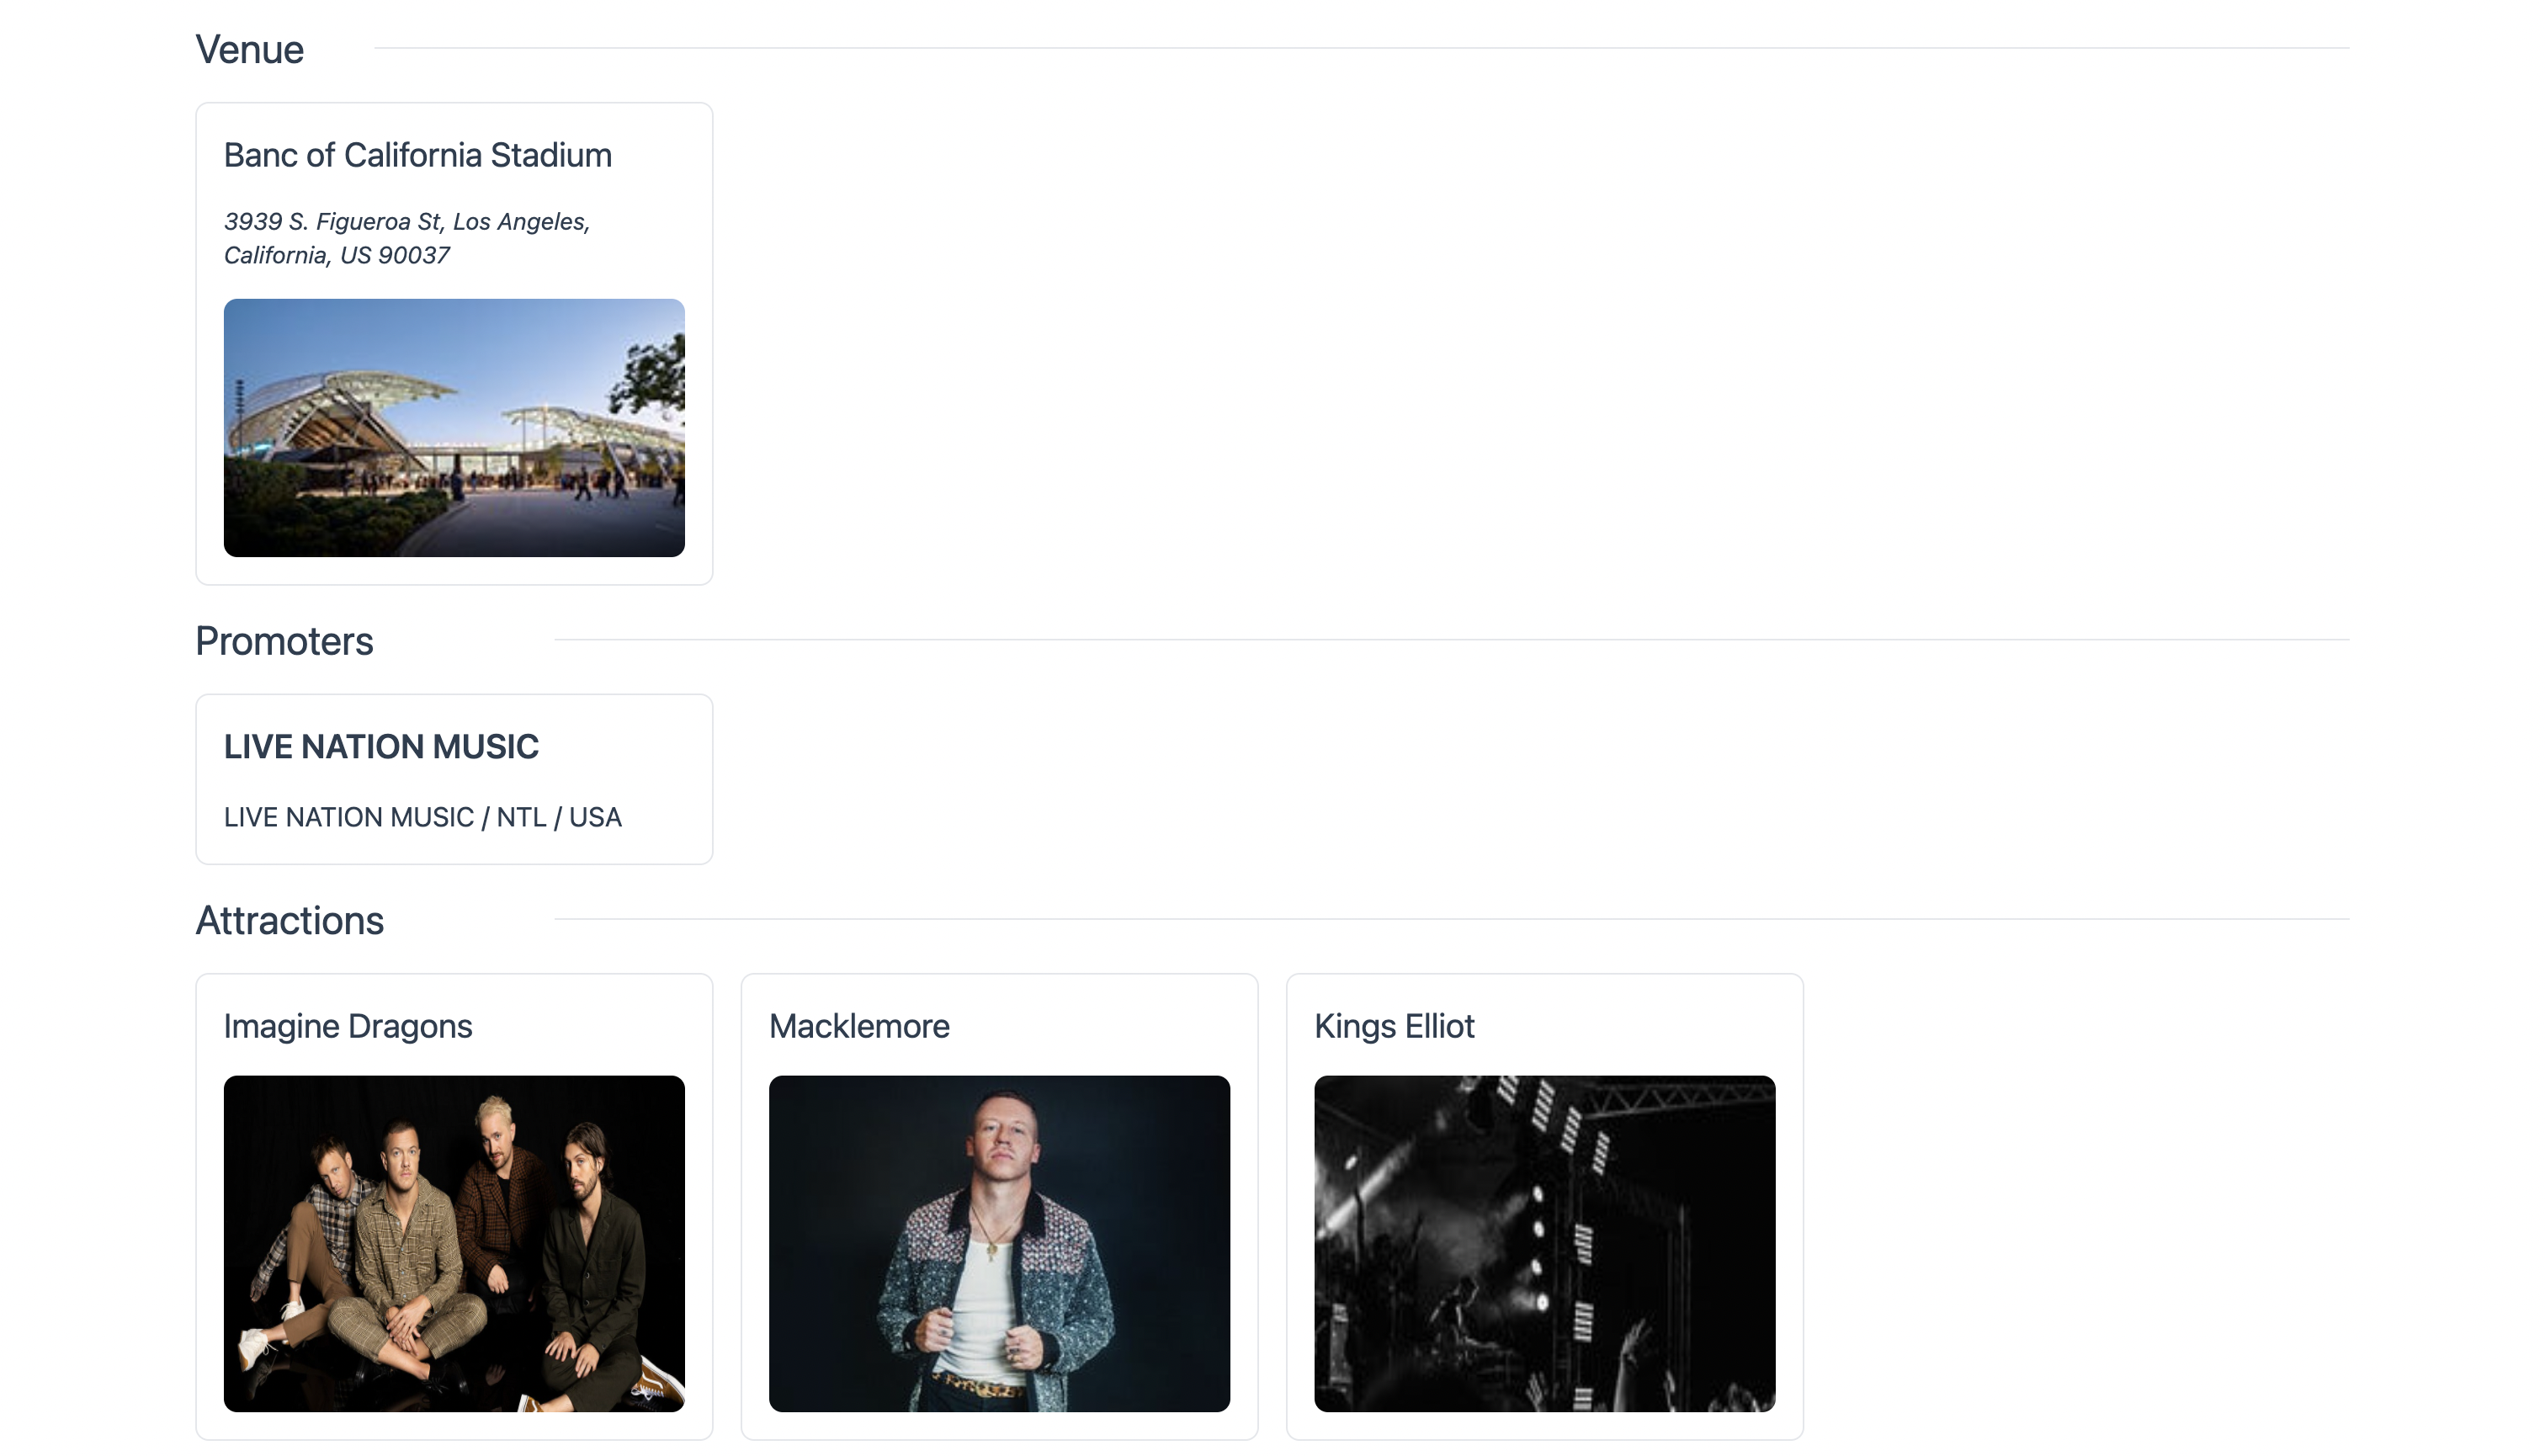 Venue
Banc of California Stadium
3939 S. Figueroa St, Los Angeles,
California, US 90037
Promoters
LIVE NATION MUSIC
LIVE NATION MUSIC / NTL / USA
Attractions
Imagine Dragons
Macklemore
Kings Elliot